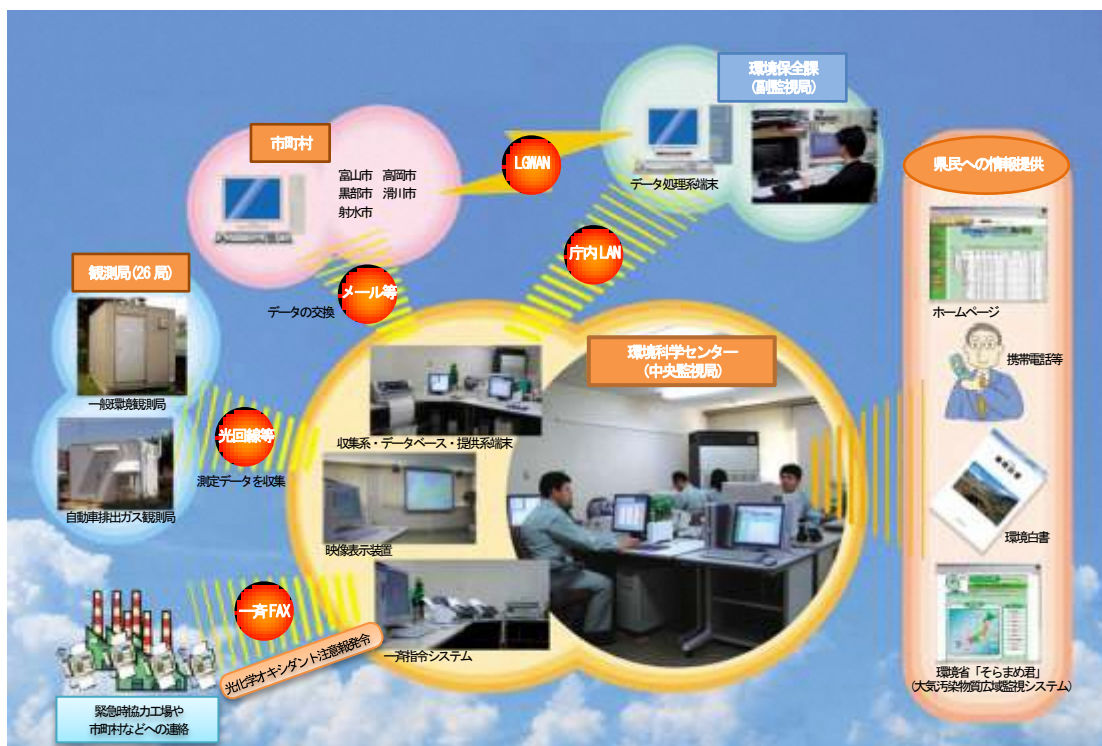 環境保全課
(副監視局)
市町村
LGWAN
県民への情報提供
富山市 高岡市
黒部市 滑川市
射水市
データ処理系端末
庁内LAN
観測局(26局)
メール等
データの交換
ホームページ
環境科学センター
(中央監視局)
携帯電話等
一般環境観測局
光回線等
収集系・データベース・提供系端末
測定データを収集
自動車排出ガス観測局
環境白書
映像表示装置
一斉FAX
光化学オキシダント注意報発令
一斉指令システム
環境省「そらまめ君」
(大気汚染物質広域監視システム)
緊急時協力工場や
市町村などへの連絡